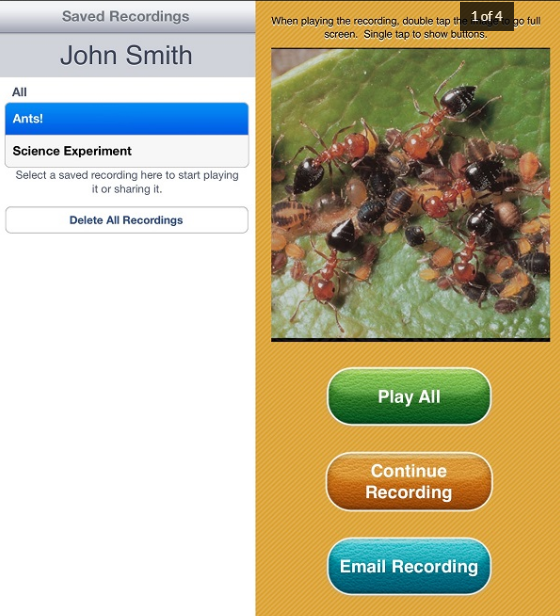 Saved Recordings
John Smith
All
Ants!
Science Experiment
Select a saved recording here to start playing
it or sharing it.
Delete All Recordings
1 of 4
When playing the recording, double tap the to go full
screen. Single tap to show buttons.
Play All
Continue
Recording
Email Recording